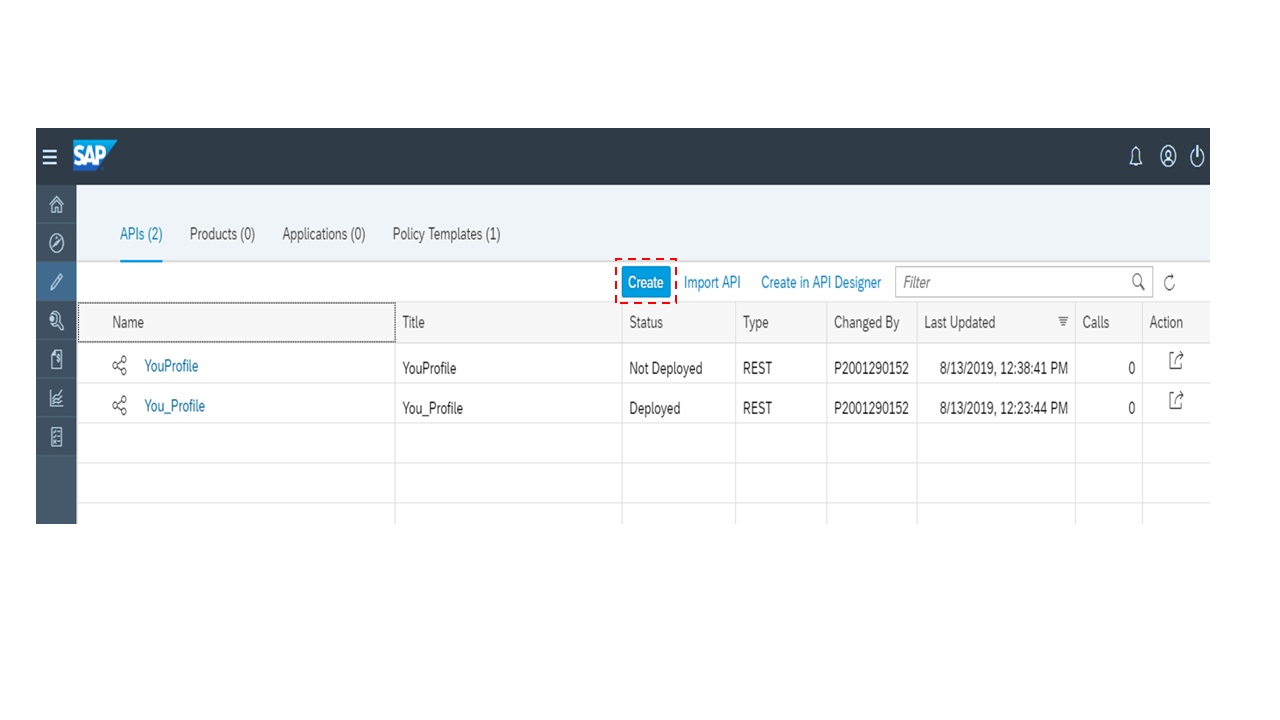 SAP
APIs (2) Products (0) Applications (0) Policy Templates (1)
Create Import API Create in API Designer Filter
Name Title Status Type Changed By Last Updated Calls Action
YouProfile YouProfile Not Deployed REST P2001290152 8/13/2019, 12:38:41 PM 0
You_Profile You_Profile Deployed REST P2001290152 8/13/2019, 12:23:44 PM 0